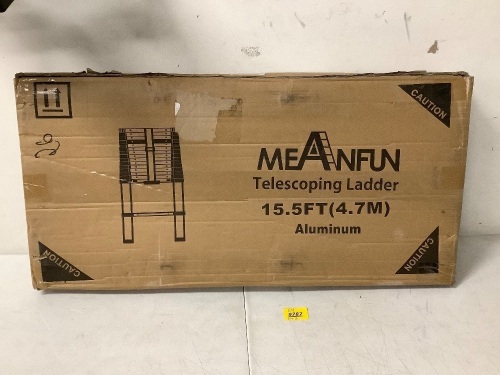 CAUTION
MEANFUN
Telescoping Ladder
15.5FT(4.7M)
Aluminum
CAUTION
CAUTION